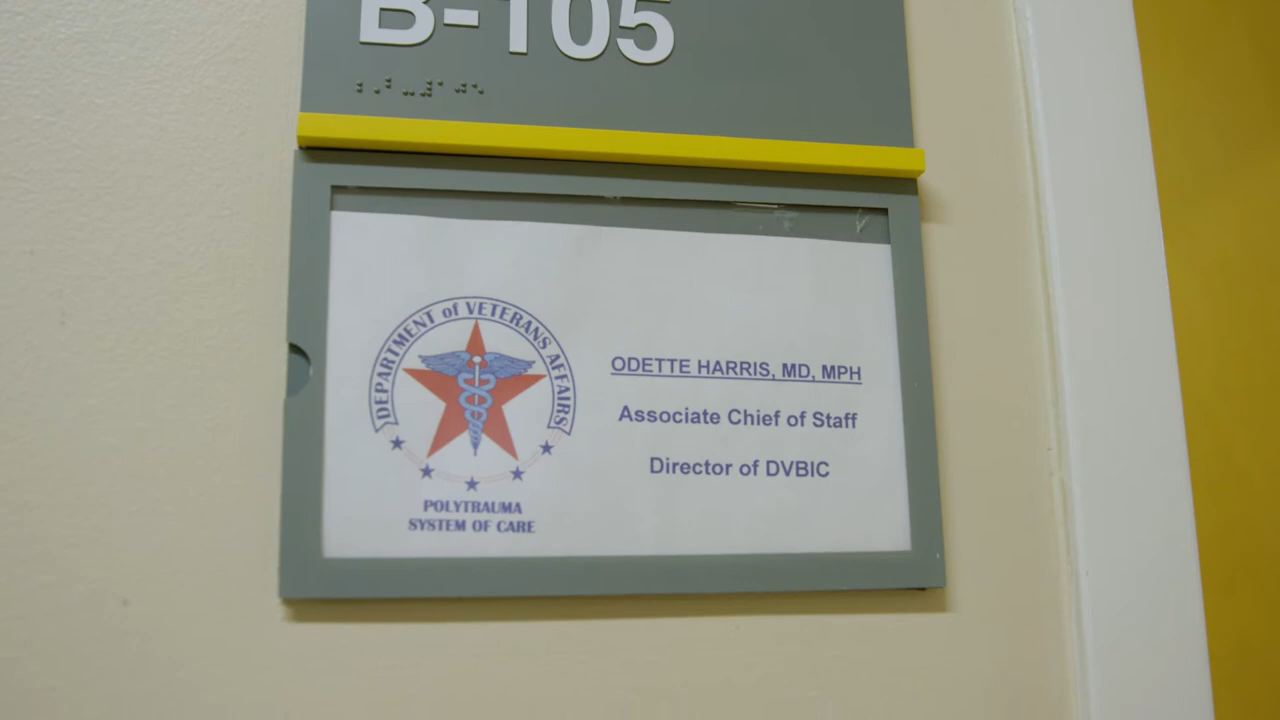 B-105
DEPARTMENT of VETERANS AFFAIRS
POLYTRAUMA
SYSTEM OF CARE
ODETTE HARRIS, MD, MPH
Associate Chief of Staff
Director of DVBIC